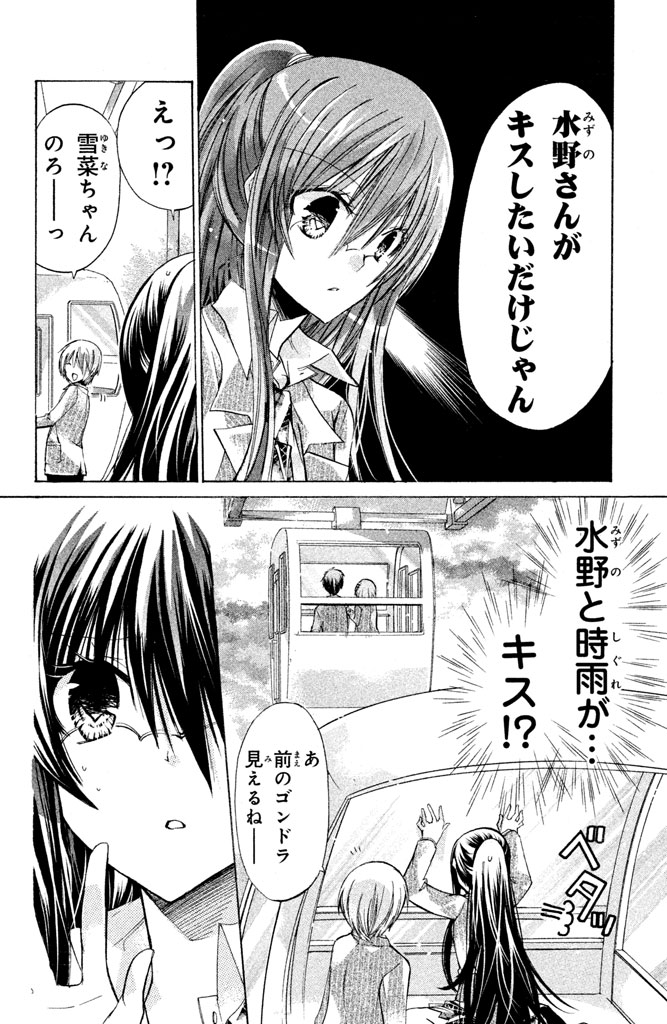 水野さんが
キスしたいだけじゃん
えっ!?
雪菜ちゃん
のろーーっ
水野と時雨が…
キス!?
あ
前のゴンドラ
見えるねーー
ベタッ